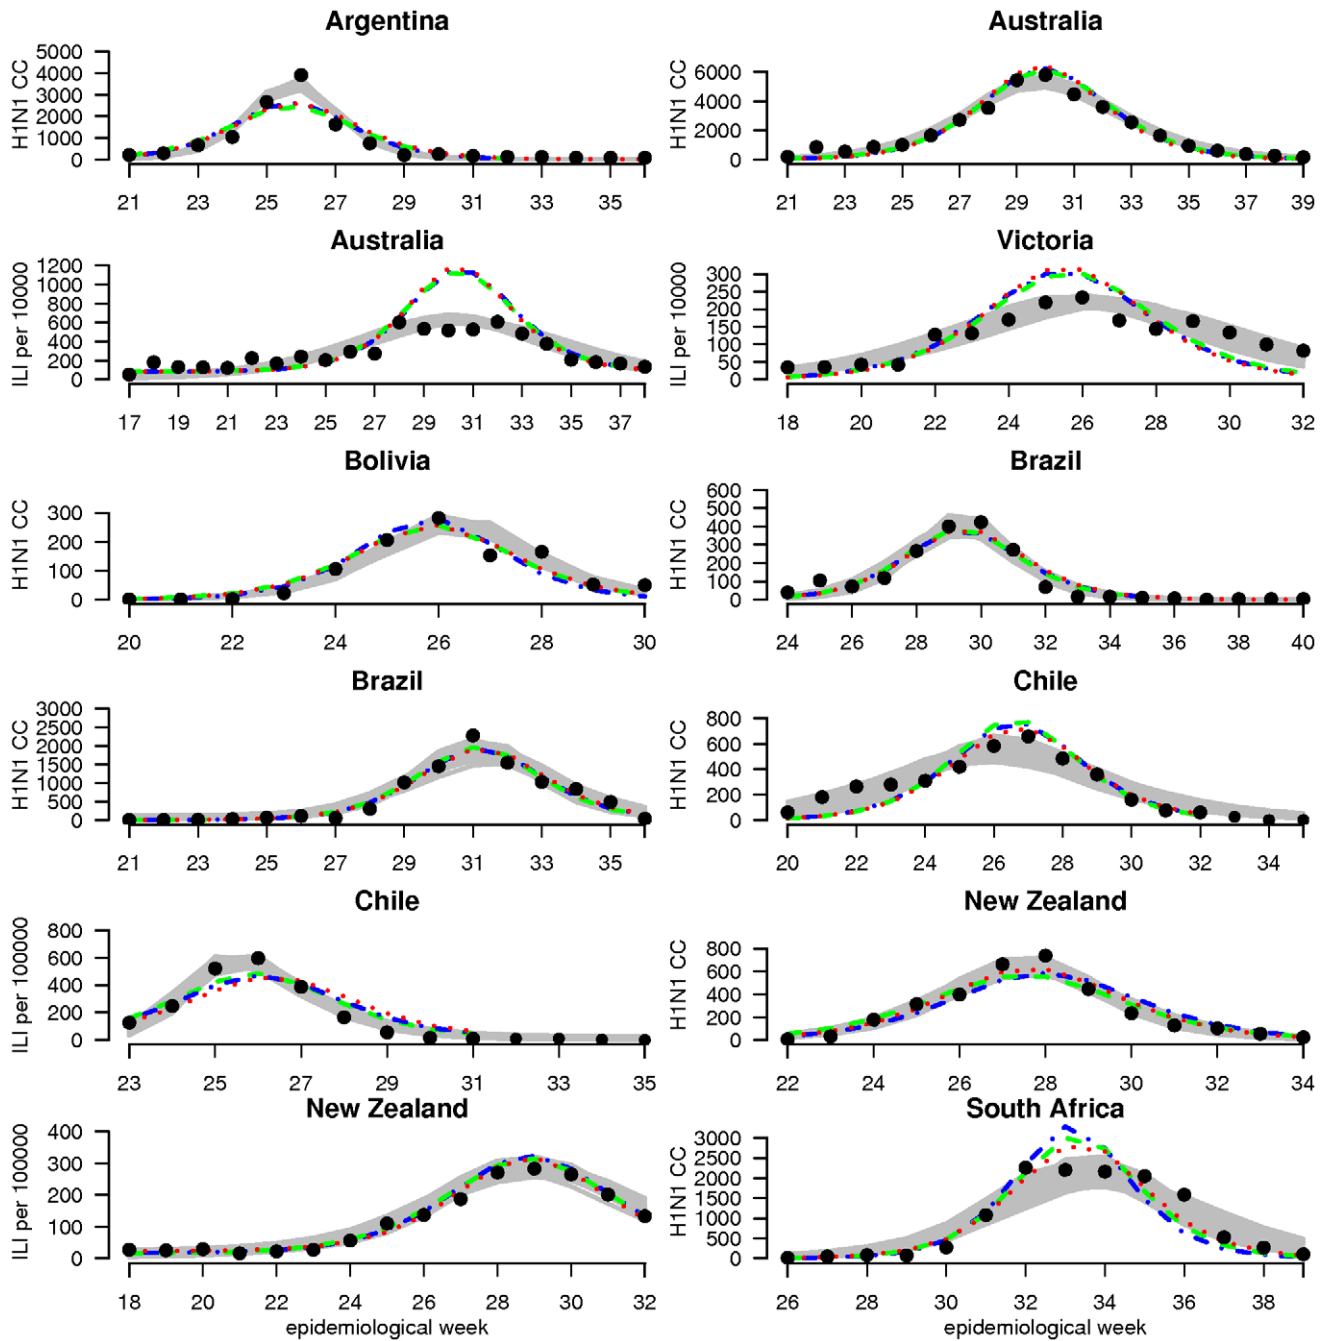 Argentina
H1N1 CC
5000
4000
3000
2000
1000
0
21 23 25 27 29 31 33 35
Australia
H1N1 CC
6000
4000
2000
0
21 23 25 27 29 31 33 35 37 39
Australia
ILI per 10000
1200
1000
800
600
400
200
0
17 19 21 23 25 27 29 31 33 35 37
Victoria
ILI per 10000
300
250
200
150
100
50
0
18 20 22 24 26 28 30 32
Bolivia
H1N1 CC
300
200
100
0
20 22 24 26 28 30
Brazil
H1N1 CC
600
500
400
300
200
100
0
24 26 28 30 32 34 36 38 40
Brazil
H1N1 CC
3000
2500
2000
1500
1000
500
0
21 23 25 27 29 31 33 35
Chile
H1N1 CC
800
600
400
200
0
20 22 24 26 28 30 32 34
Chile
ILI per 100000
800
600
400
200
0
23 25 27 29 31 33 35
New Zealand
H1N1 CC
800
600
400
200
0
22 24 26 28 30 32 34
New Zealand
ILI per 100000
400
300
200
100
0
18 20 22 24 26 28 30 32
epidemiological week
South Africa
H1N1 CC
3000
2500
2000
1500
1000
500
0
26 28 30 32 34 36 38
epidemiological week